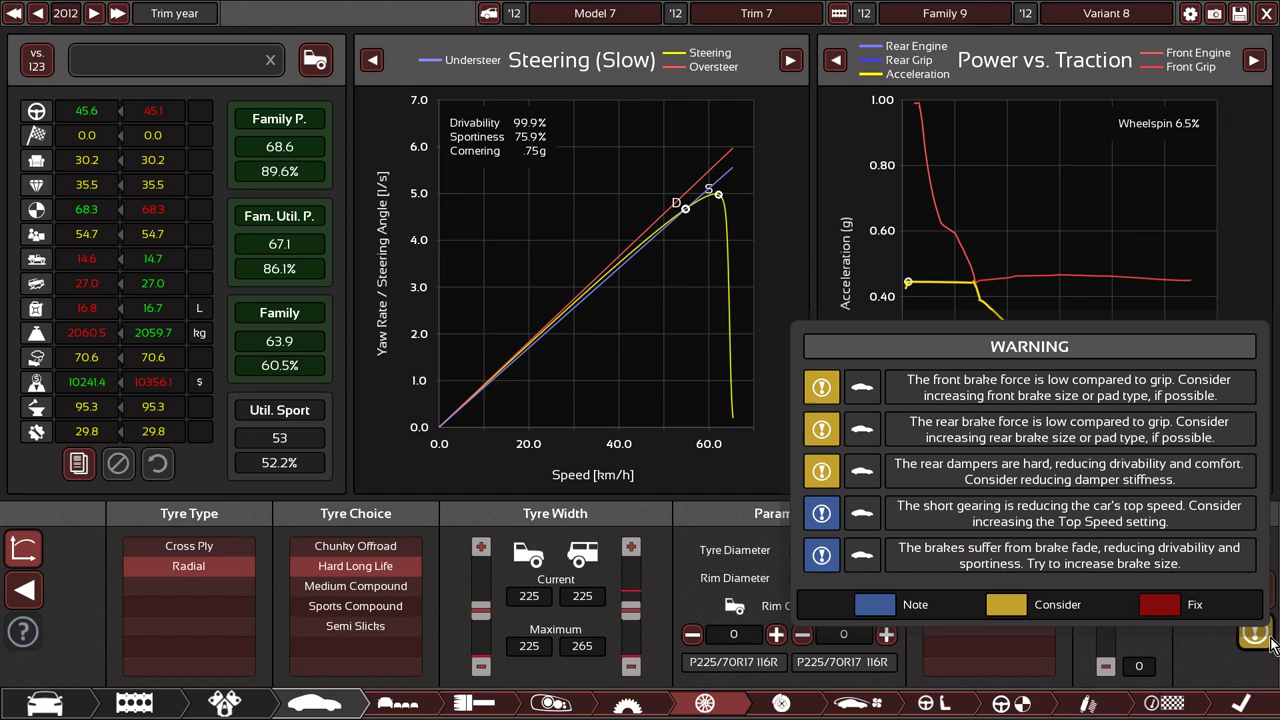 2012
Trim year
'12
Model 7
'12
Trim 7
'12
Family 9
'12
Variant 8
vs.
123
x
45.6 45.1
0.0 0.0
30.2 30.2
35.5 35.5
68.3 68.3
54.7 54.7
14.6 14.7
27.0 27.0
16.8 16.7 L
2060.5 2059.7 kg
70.6 70.6
10241.4 10356.1 $
95.3 95.3
29.8 29.8
Family P.
68.6
89.6%
Fam. Util. P.
67.1
86.1%
Family
63.9
60.5%
Util. Sport
53
52.2%
Understeer
Steering (Slow)
Steering
Oversteer
Drivability 99.9%
Sportiness 75.9%
Cornering .75g
7.0
6.0
5.0
4.0
3.0
2.0
1.0
0.0
D
S
0.0 20.0 40.0 60.0
Yaw Rate / Steering Angle [1/s]
Speed [km/h]
Rear Engine
Rear Grip
Acceleration
Power vs. Traction
Front Engine
Front Grip
1.00
0.80
0.60
0.40
Wheelspin 6.5%
Acceleration [g]
WARNING
The front brake force is low compared to grip. Consider
increasing front brake size or pad type, if possible.
The rear brake force is low compared to grip. Consider
increasing rear brake size or pad type, if possible.
The rear dampers are hard, reducing drivability and comfort.
Consider reducing damper stiffness.
The short gearing is reducing the car's top speed. Consider
increasing the Top Speed setting.
The brakes suffer from brake fade, reducing drivability and
sportiness. Try to increase brake size.
Note
Consider
Fix
Tyre Type
Cross Ply
Radial
Tyre Choice
Chunky Offroad
Hard Long Life
Medium Compound
Sports Compound
Semi Slicks
Tyre Width
Current
225 225
Maximum
225 265
Param
Tyre Diameter
Rim Diameter
Rim O
0 0
P225/70R17 116R P225/70R17 116R
0